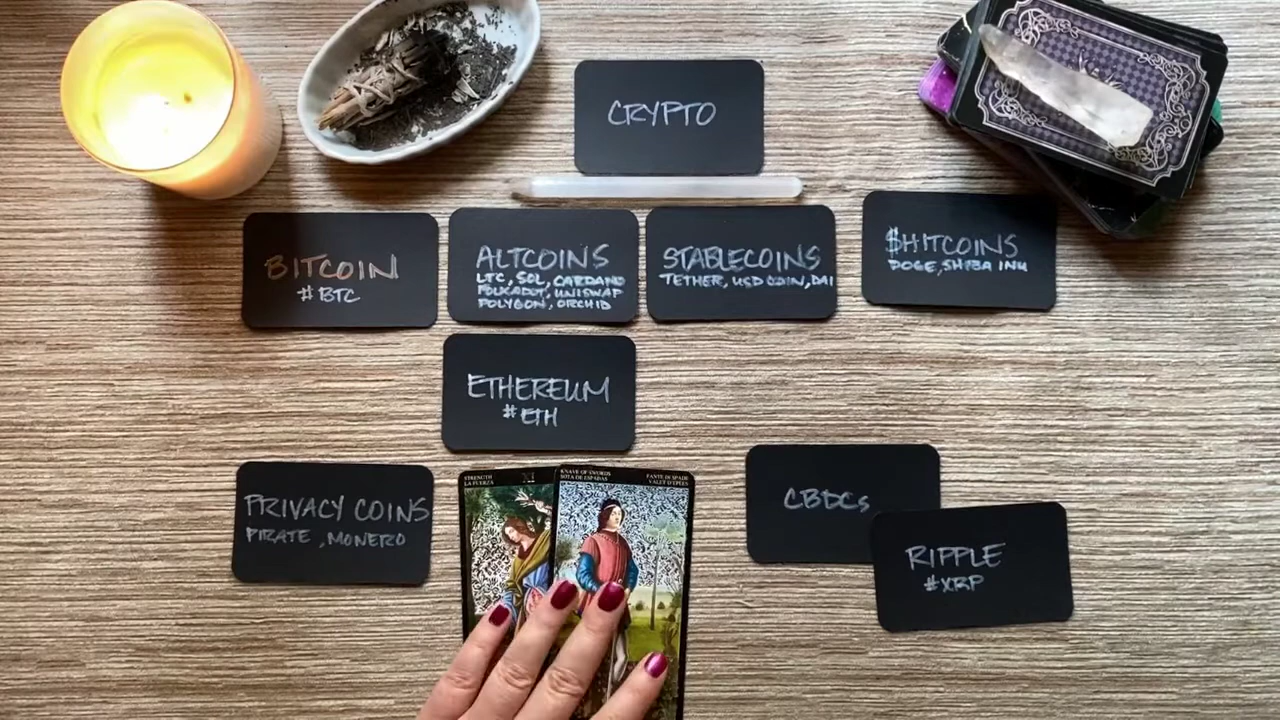 CRYPTO
BITCOIN
#BTC
ALTCOINS
LTC, SOL, CARDANO
POLKADOT, UNISWAP
POLYGON, ORCHID
STABLECOINS
TETHER, USD COIN, DAI
$HITCOINS
DOGE, SHIBA INU
ETHEREUM
#ETH
PRIVACY COINS
PIRATE , MONERO
STRENGTH XI
LA FUERZA
KNAVE OF SWORDS FANTE DI SPADE
SOTA DE ESPADAS VALET D'EPEES
CBDCs
RIPPLE
#XRP